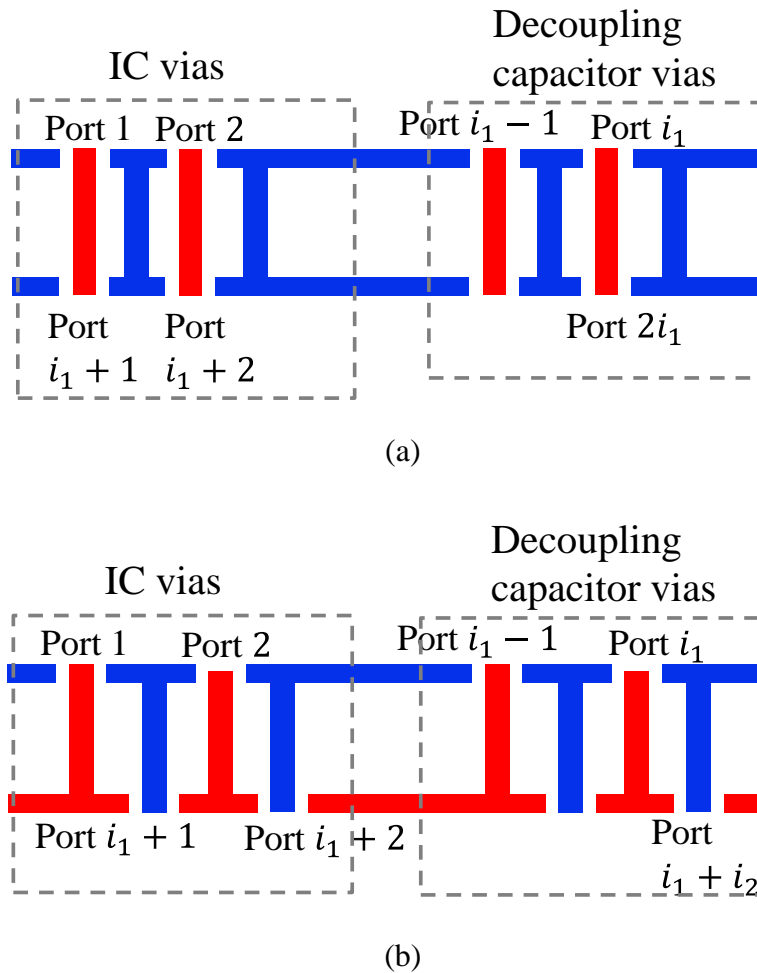 Decoupling
IC vias
capacitor vias
Port 1
Port 2
Port i₁ − 1
Port i₁
Port
i₁ + 1
Port
i₁ + 2
Port 2i₁
(a)
Decoupling
IC vias
capacitor vias
Port 1
Port 2
Port i₁ − 1
Port i₁
Port i₁ + 1
Port i₁ + 2
Port
i₁ + i₂
(b)